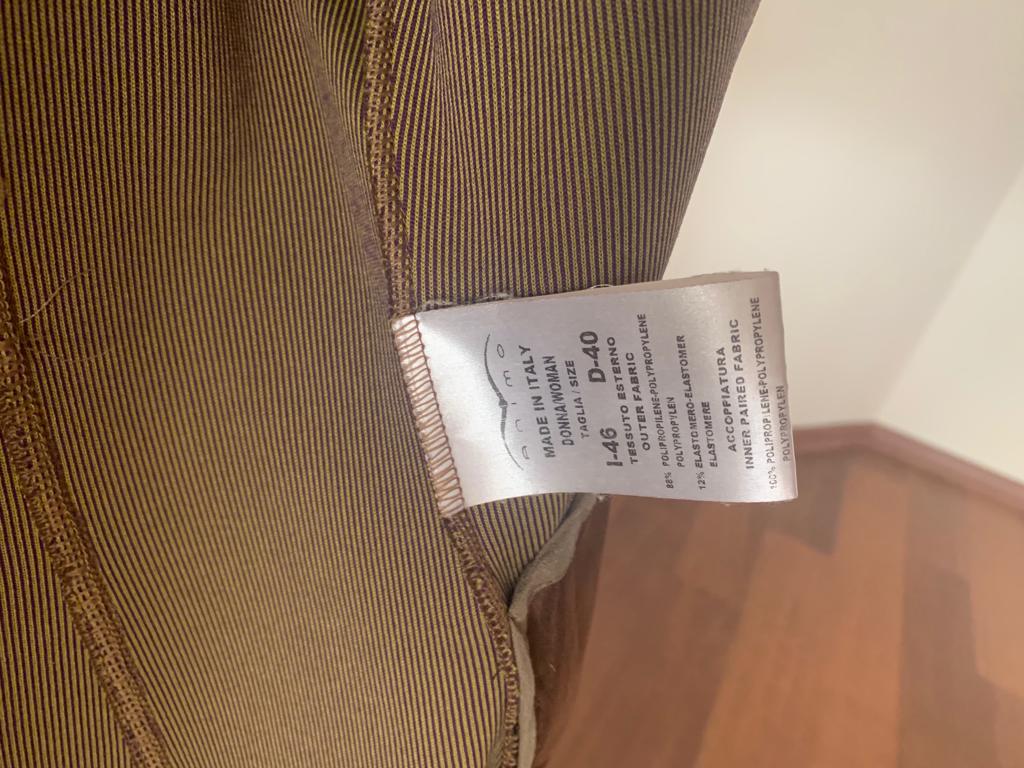 animo
MADE IN ITALY
DONNA/WOMAN
TAGLIA / SIZE
I-46 D-40
TESSUTO ESTERNO
OUTER FABRIC
88% POLIPROPILENE-POLYPROPYLENE
POLYPROPYLEN
12% ELASTOMERO-ELASTOMER
ELASTOMERE
ACCOPPIATURA
INNER PAIRED FABRIC
100% POLIPROPILENE-POLYPROPYLENE
POLYPROPYLEN